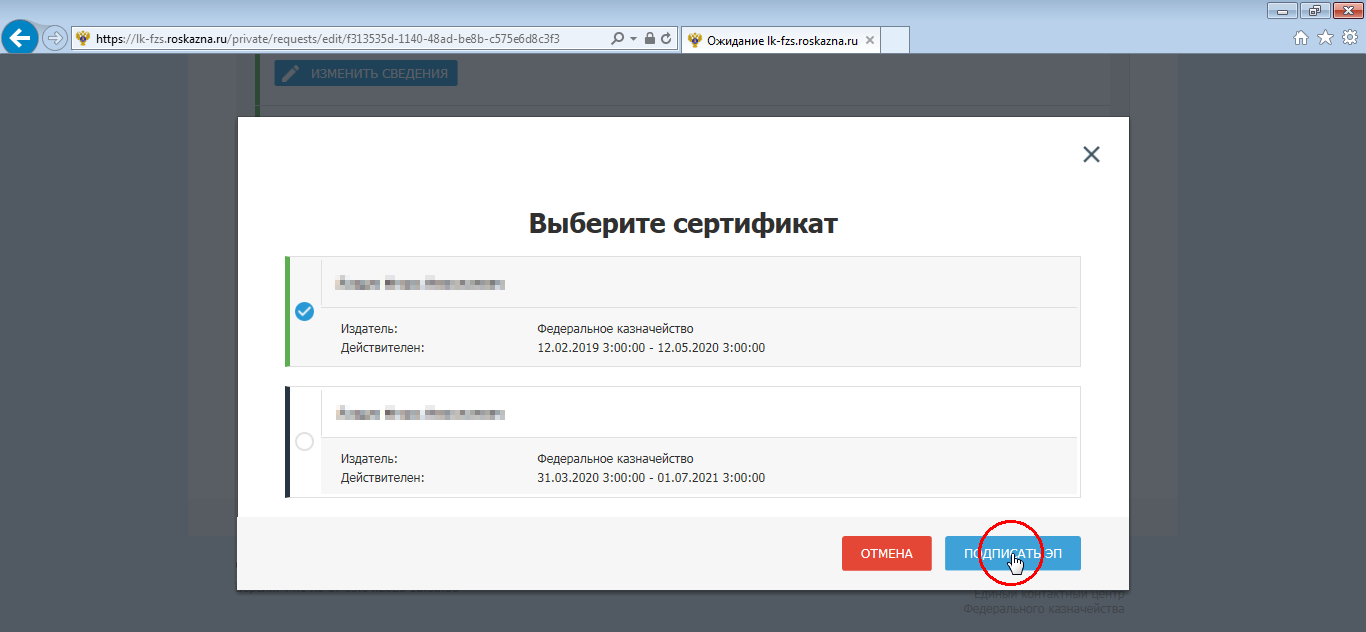 https://lk-fzs.roskazna.ru/private/requests/edit/f313535d-1140-48ad-be8b-c575e6d8c3f3
Ожидание lk-fzs.roskazna.ru
ИЗМЕНИТЬ СВЕДЕНИЯ
Выберите сертификат
Издатель: Федеральное казначейство
Действителен: 12.02.2019 3:00:00 - 12.05.2020 3:00:00
Издатель: Федеральное казначейство
Действителен: 31.03.2020 3:00:00 - 01.07.2021 3:00:00
ОТМЕНА ПОДПИСАТЬ ЭП
Единый контактный центр
Федерального казначейства